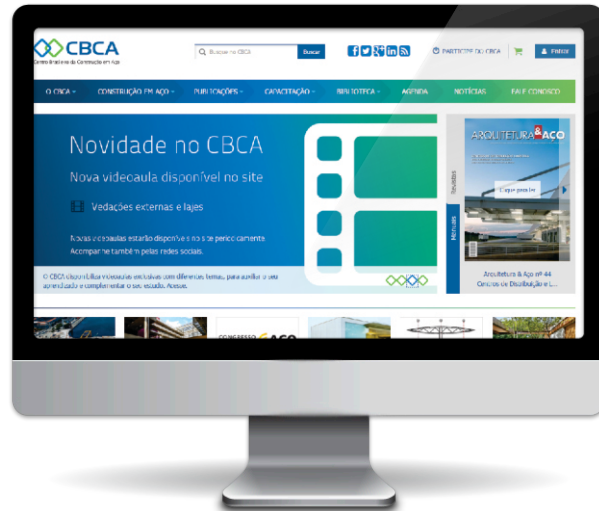 CBCA
Centro Brasileiro da Construção em Aço
Busque no CBCA
Buscar
PARTICIPE DO CBCA
Entrar
O CBCA
CONSTRUÇÃO EM AÇO
PUBLICAÇÕES
CAPACITAÇÃO
BIBLIOTECA
AGENDA
NOTÍCIAS
FALE CONOSCO
Novidade no CBCA
Nova videoaula disponível no site
Vedações externas e lajes
Novas videoaulas estarão disponíveis no site periodicamente.
Acompanhe também pelas redes sociais.
O CBCA disponibiliza videoaulas exclusivas com diferentes temas, para auxiliar o seu
aprendizado e complementar o seu estudo. Acesse.
Revistas
Manuais
ARQUITETURA&AÇO
Clique para ler
Arquitetura & Aço nº 44
Centros de Distribuição e L...
CONGRESSO
AÇO